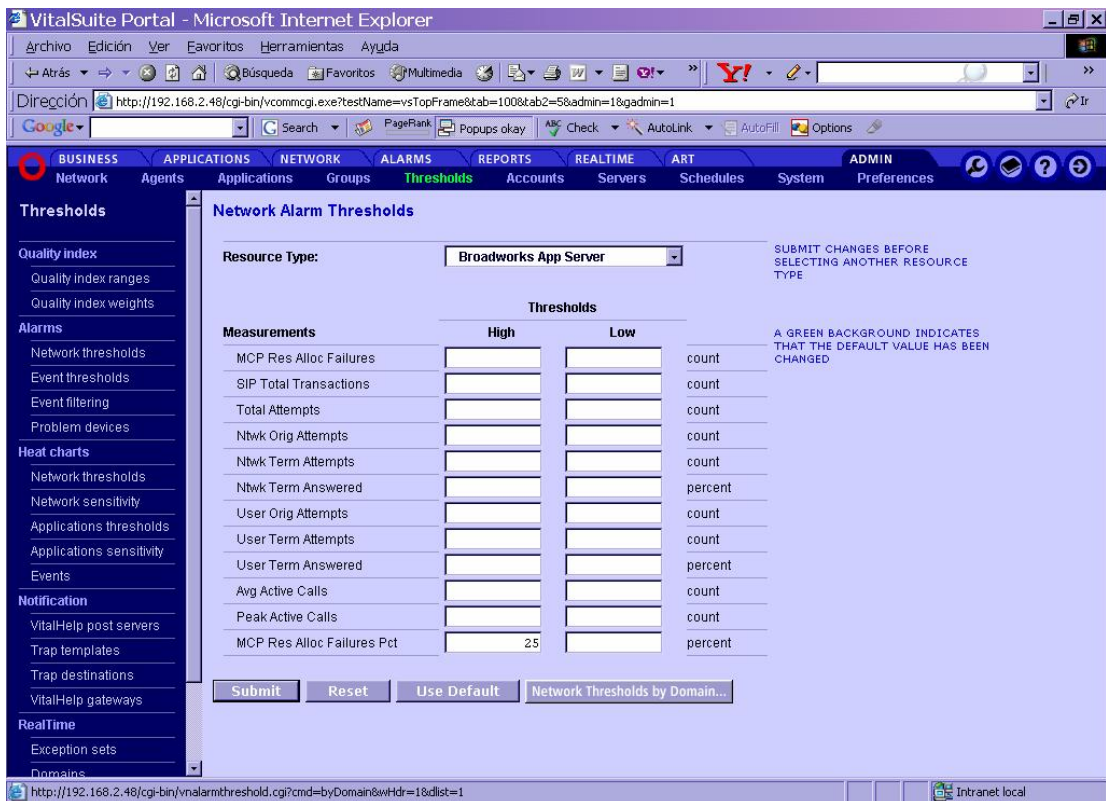 VitalSuite Portal - Microsoft Internet Explorer
Archivo Edición Ver Favoritos Herramientas Ayuda
Atrás Búsqueda Favoritos Multimedia Y!
Dirección http://192.168.2.48/cgi-bin/vcommcgi.exe?testName=vsTopFrame&tab=100&tab2=5&admin=1&gadmin=1 Ir
Google Search PageRank Popups okay ABC Check AutoLink AutoFill Options
BUSINESS APPLICATIONS NETWORK ALARMS REPORTS REALTIME ART ADMIN
Network Agents Applications Groups Thresholds Accounts Servers Schedules System Preferences
Thresholds
Quality index
Quality index ranges
Quality index weights
Alarms
Network thresholds
Event thresholds
Event filtering
Problem devices
Heat charts
Network thresholds
Network sensitivity
Applications thresholds
Applications sensitivity
Events
Notification
VitalHelp post servers
Trap templates
Trap destinations
VitalHelp gateways
RealTime
Exception sets
Domains
Network Alarm Thresholds
Resource Type: Broadworks App Server
SUBMIT CHANGES BEFORE
SELECTING ANOTHER RESOURCE
TYPE
Thresholds
Measurements High Low
A GREEN BACKGROUND INDICATES
THAT THE DEFAULT VALUE HAS BEEN
CHANGED
MCP Res Alloc Failures count
SIP Total Transactions count
Total Attempts count
Ntwk Orig Attempts count
Ntwk Term Attempts count
Ntwk Term Answered percent
User Orig Attempts count
User Term Attempts count
User Term Answered percent
Avg Active Calls count
Peak Active Calls count
MCP Res Alloc Failures Pct 25 percent
Submit Reset Use Default Network Thresholds by Domain...
http://192.168.2.48/cgi-bin/vnalarmthreshold.cgi?cmd=byDomain&wHdr=1&dlist=1 Intranet local